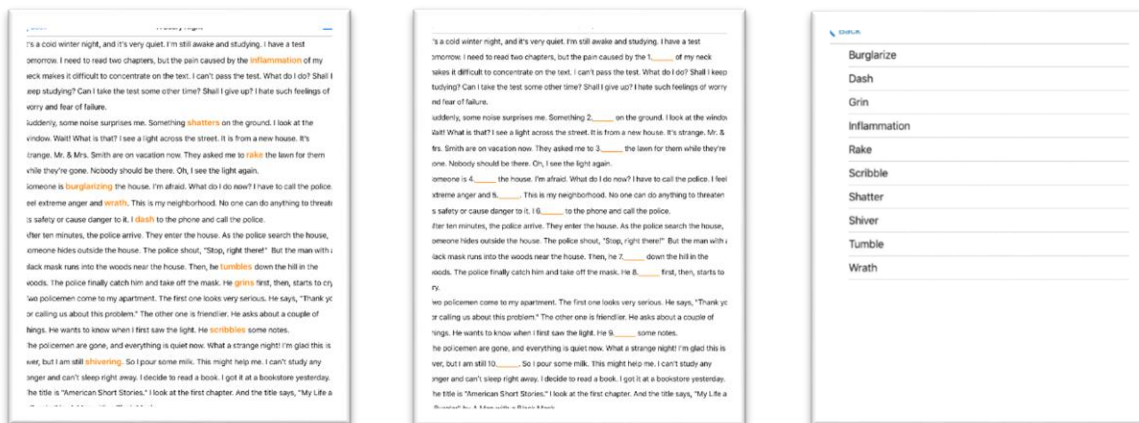 's a cold winter night, and it's very quiet. I'm still awake and studying. I have a test
omorrow. I need to read two chapters, but the pain caused by the inflammation of my
neck makes it difficult to concentrate on the text. I can't pass the test. What do I do? Shall I
keep studying? Can I take the test some other time? Shall I give up? I hate such feelings of
worry and fear of failure.
Suddenly, some noise surprises me. Something shatters on the ground. I look at the
window. Wait! What is that? I see a light across the street. It is from a new house. It's
strange. Mr. & Mrs. Smith are on vacation now. They asked me to rake the lawn for them
while they're gone. Nobody should be there. Oh, I see the light again.
Someone is burglarizing the house. I'm afraid. What do I do now? I have to call the police.
feel extreme anger and wrath. This is my neighborhood. No one can do anything to threate
s safety or cause danger to it. I dash to the phone and call the police.
After ten minutes, the police arrive. They enter the house. As the police search the house,
someone hides outside the house. The police shout, "Stop, right there!" But the man with a
black mask runs into the woods near the house. Then, he tumbles down the hill in the
woods. The police finally catch him and take off the mask. He grins first, then, starts to cry
Two policemen come to my apartment. The first one looks very serious. He says, "Thank yo
or calling us about this problem." The other one is friendlier. He asks about a couple of
things. He wants to know when I first saw the light. He scribbles some notes.
The policemen are gone, and everything is quiet now. What a strange night! I'm glad this is
over, but I am still shivering. So I pour some milk. This might help me. I can't study any
onger and can't sleep right away. I decide to read a book. I got it at a bookstore yesterday.
The title is "American Short Stories." I look at the first chapter. And the title says, "My Life a
's a cold winter night, and it's very quiet. I'm still awake and studying. I have a test
omorrow. I need to read two chapters, but the pain caused by the 1.______ of my neck
makes it difficult to concentrate on the text. I can't pass the test. What do I do? Shall I keep
studying? Can I take the test some other time? Shall I give up? I hate such feelings of worry
and fear of failure.
uddenly, some noise surprises me. Something 2.______ on the ground. I look at the window
Wait! What is that? I see a light across the street. It is from a new house. It's strange. Mr. &
Mrs. Smith are on vacation now. They asked me to 3.______ the lawn for them while they're
gone. Nobody should be there. Oh, I see the light again.
omeone is 4.______ the house. I'm afraid. What do I do now? I have to call the police. I feel
extreme anger and 5.______. This is my neighborhood. No one can do anything to threaten
s safety or cause danger to it. I 6.______ to the phone and call the police.
fter ten minutes, the police arrive. They enter the house. As the police search the house,
omeone hides outside the house. The police shout, "Stop, right there!" But the man with a
lack mask runs into the woods near the house. Then, he 7.______ down the hill in the
woods. The police finally catch him and take off the mask. He 8.______ first, then, starts to
ry.
wo policemen come to my apartment. The first one looks very serious. He says, "Thank yo
or calling us about this problem." The other one is friendlier. He asks about a couple of
hings. He wants to know when I first saw the light. He 9.______ some notes.
he policemen are gone, and everything is quiet now. What a strange night! I'm glad this is
ver, but I am still 10.______. So I pour some milk. This might help me. I can't study any
onger and can't sleep right away. I decide to read a book. I got it at a bookstore yesterday.
he title is "American Short Stories." I look at the first chapter. And the title says, "My Life a
Burglarize
Dash
Grin
Inflammation
Rake
Scribble
Shatter
Shiver
Tumble
Wrath